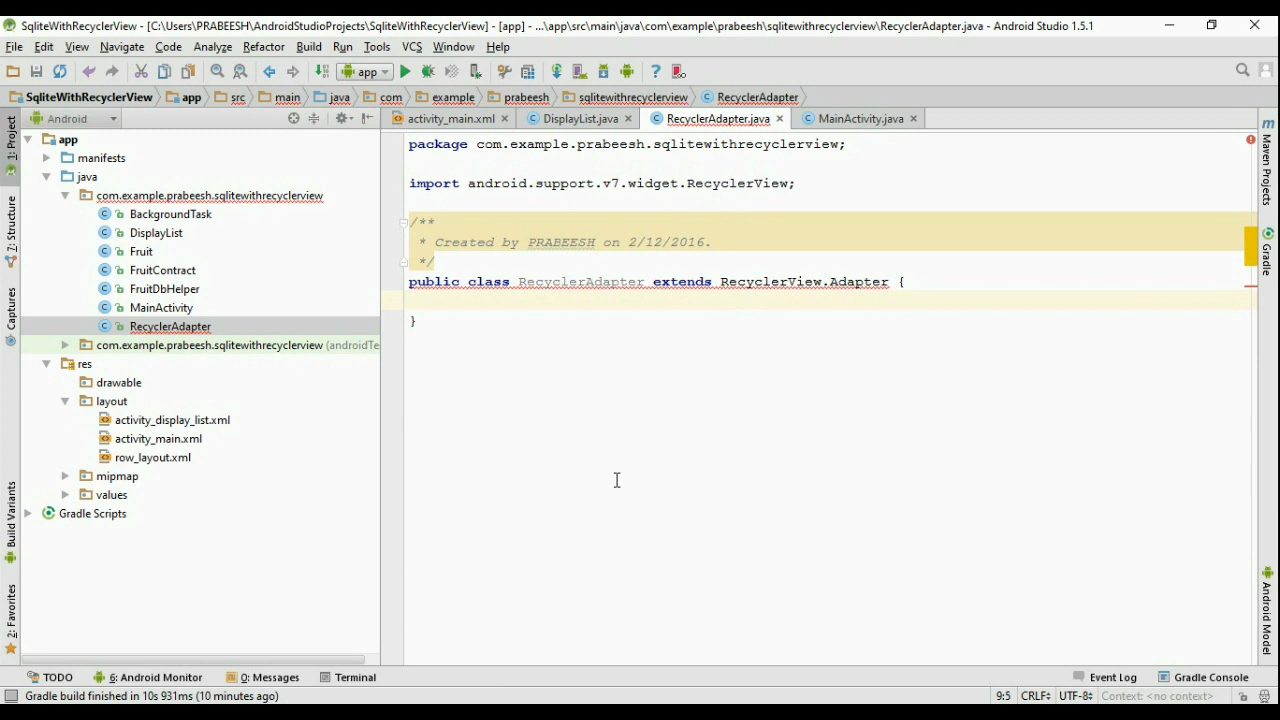 SqliteWithRecyclerView - [C:\Users\PRABEESH\AndroidStudioProjects\SqliteWithRecyclerView] - [app] - ...\app\src\main\java\com\example\prabeesh\sqlitewithrecyclerview\RecyclerAdapter.java - Android Studio 1.5.1
File Edit View Navigate Code Analyze Refactor Build Run Tools VCS Window Help
app
SqliteWithRecyclerView app src main java com example prabeesh sqlitewithrecyclerview RecyclerAdapter
Android
activity_main.xml DisplayList.java RecyclerAdapter.java MainActivity.java
1: Project
7: Structure
Captures
Build Variants
2: Favorites
app
manifests
java
com.example.prabeesh.sqlitewithrecyclerview
BackgroundTask
DisplayList
Fruit
FruitContract
FruitDbHelper
MainActivity
RecyclerAdapter
com.example.prabeesh.sqlitewithrecyclerview (androidTe
res
drawable
layout
activity_display_list.xml
activity_main.xml
row_layout.xml
mipmap
values
Gradle Scripts
package com.example.prabeesh.sqlitewithrecyclerview;
import android.support.v7.widget.RecyclerView;
/**
* Created by PRABEESH on 2/12/2016.
*/
public class RecyclerAdapter extends RecyclerView.Adapter {
}
Maven Projects
Gradle
Android Model
TODO 6: Android Monitor 0: Messages Terminal Event Log Gradle Console
Gradle build finished in 10s 931ms (10 minutes ago) 9:5 CRLF UTF-8 Context: <no context>